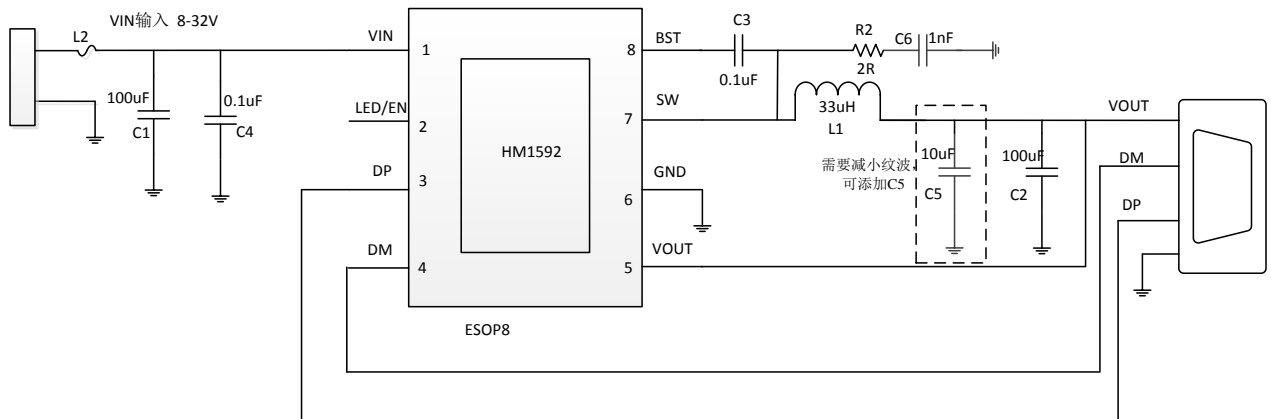 VIN输入 8-32V
L2
VIN
100uF
C1
0.1uF
C4
LED/EN
DP
DM
1
2
3
4
HM1592
8
7
6
5
ESOP8
BST
SW
GND
VOUT
C3
0.1uF
R2
2R
C6
1nF
33uH
L1
需要减小纹波,
可添加C5
10uF
C5
100uF
C2
VOUT
DM
DP